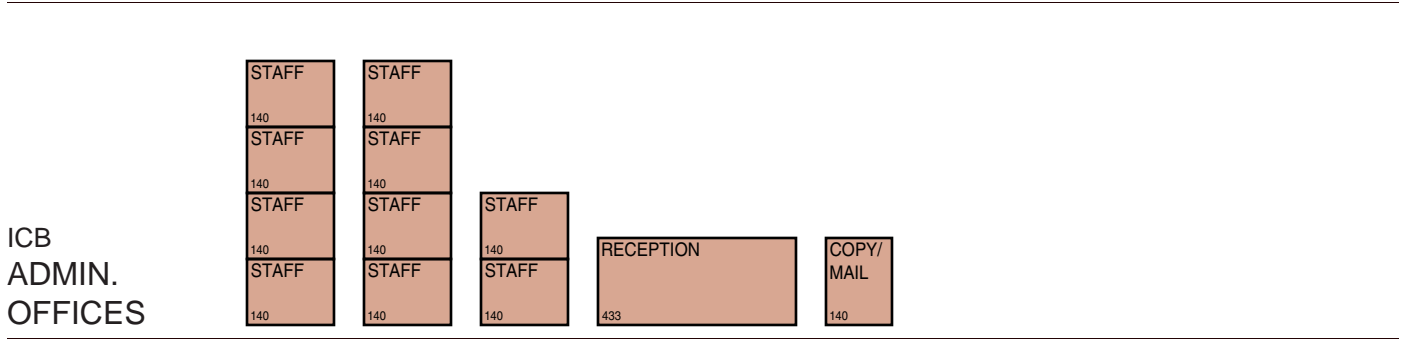 STAFF STAFF
140 140
STAFF STAFF
140 140
STAFF STAFF STAFF
140 140 140
ICB
ADMIN.
OFFICES
STAFF STAFF STAFF
140 140 140
RECEPTION
433
COPY/
MAIL
140